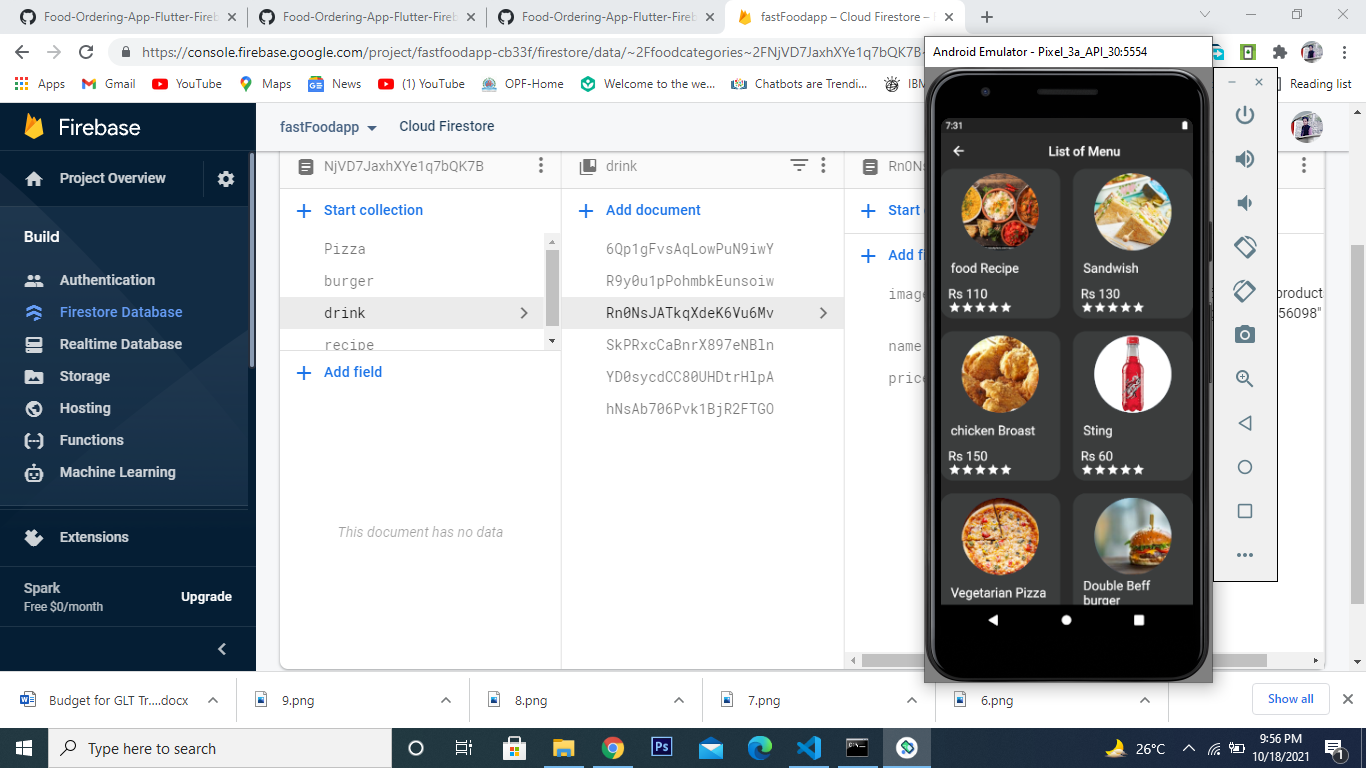 Food-Ordering-App-Flutter-Fireb
Food-Ordering-App-Flutter-Fireb
Food-Ordering-App-Flutter-Fireb
fastFoodapp – Cloud Firestore –
https://console.firebase.google.com/project/fastfoodapp-cb33f/firestore/data/~2Ffoodcategories~2FNjVD7JaxhXYe1q7bQK7B
Apps
Gmail
YouTube
Maps
News
(1) YouTube
OPF-Home
Welcome to the we...
Chatbots are Trendi...
IBM
Reading list
Android Emulator - Pixel_3a_API_30:5554
Firebase
Project Overview
Build
Authentication
Firestore Database
Realtime Database
Storage
Hosting
Functions
Machine Learning
Extensions
Spark
Free $0/month
Upgrade
fastFoodapp
Cloud Firestore
NjVD7JaxhXYe1q7bQK7B
Start collection
Pizza
burger
drink
recipe
Add field
This document has no data
drink
Add document
6Qp1gFvsAqLowPuN9iwY
R9y0u1pPohmbkEunsoiw
Rn0NsJATkqXdeK6Vu6Mv
SkPRxcCaBnrX897eNBln
YD0sycdCC80UHDtrHlpA
hNsAb706Pvk1BjR2FTGO
Rn0Ns
Start
Add fi
image
product
56098"
name
price
7:31
List of Menu
food Recipe
Rs 110
Sandwish
Rs 130
chicken Broast
Rs 150
Sting
Rs 60
Vegetarian Pizza
Double Beff
burger
Budget for GLT Tr....docx
9.png
8.png
7.png
6.png
Show all
Type here to search
Ps
26°C
9:56 PM
10/18/2021
1